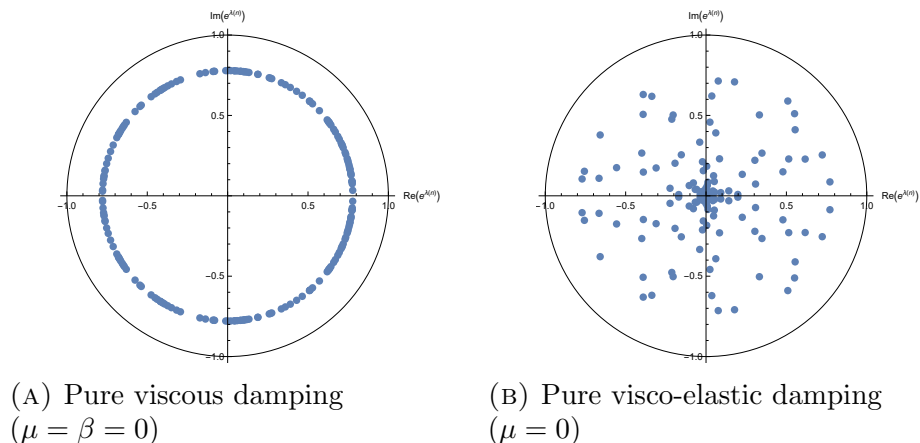 Im(e^λ(n))
1.0
0.5
-1.0
-0.5
0.5
1.0
Re(e^λ(n))
-0.5
-1.0
Im(e^λ(n))
1.0
0.5
-1.0
-0.5
0.5
1.0
Re(e^λ(n))
-0.5
-1.0
(A) Pure viscous damping
(μ = β = 0)
(B) Pure visco-elastic damping
(μ = 0)